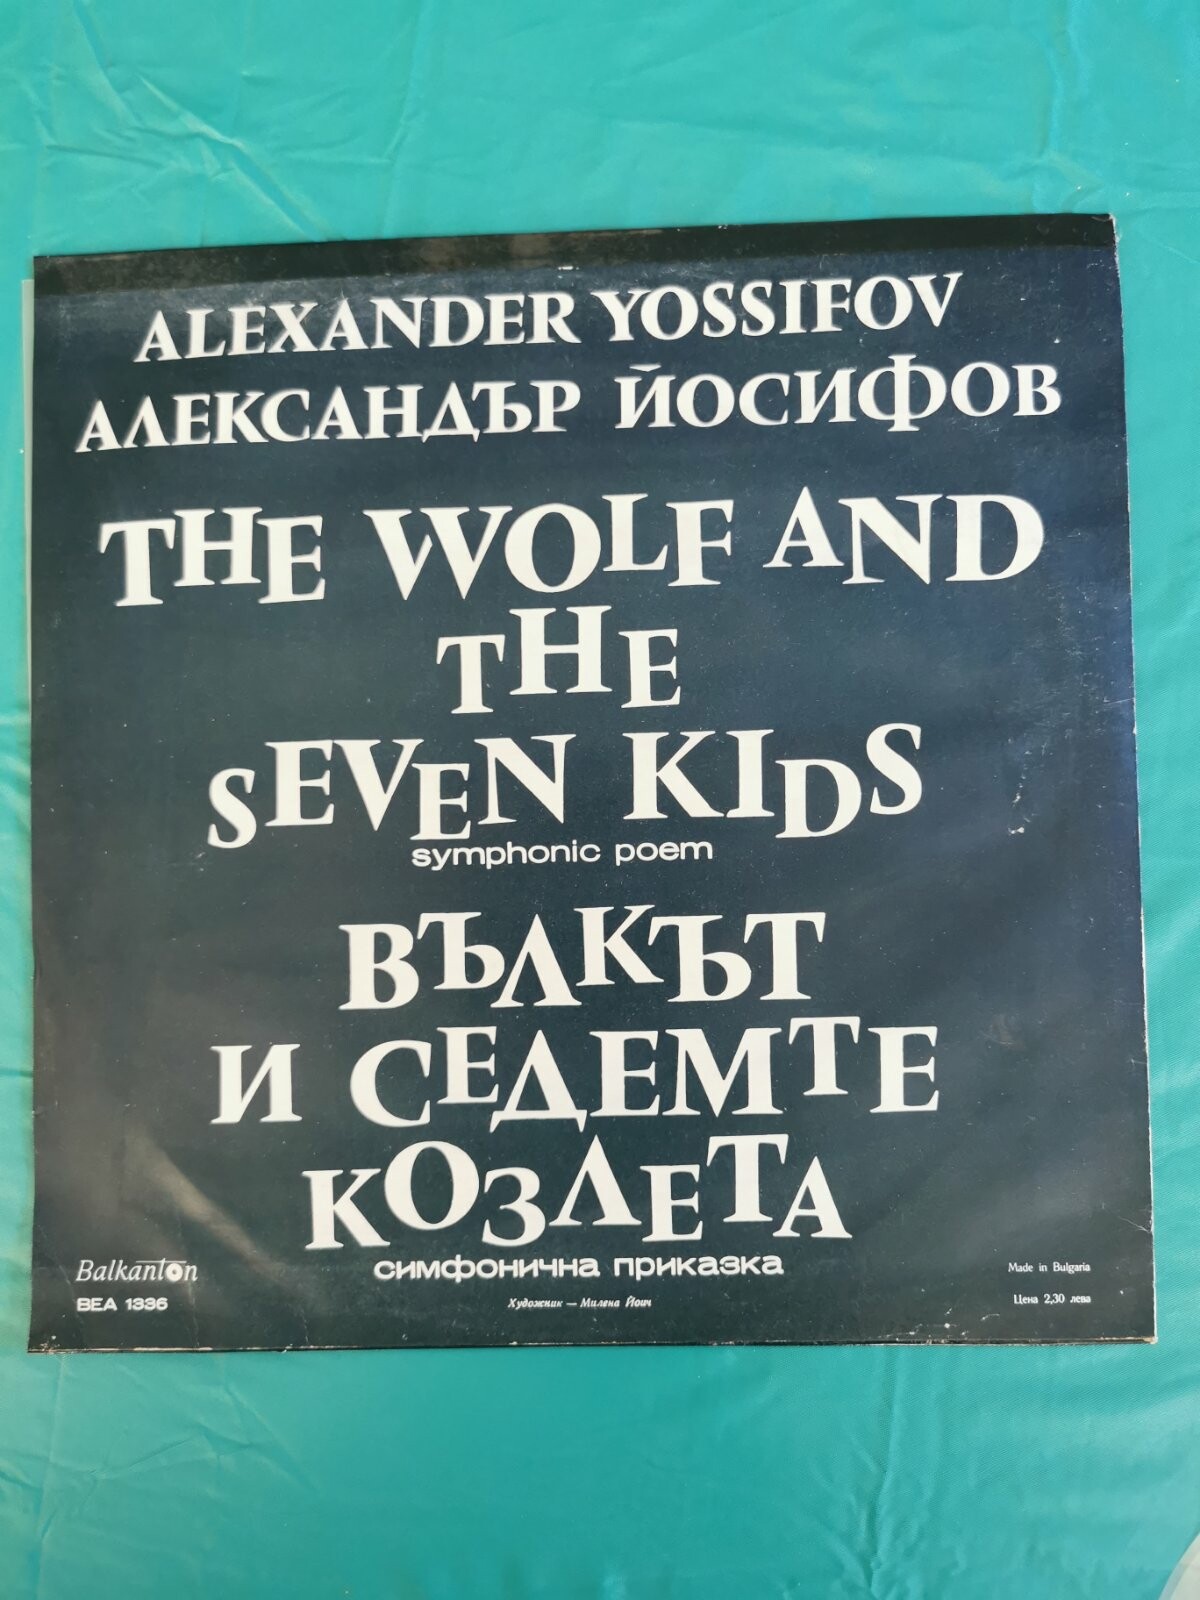 ALEXANDER YOSSIFOV
АЛЕКСАНДЪР ЙОСИФОВ
THE WOLF AND
THE
SEVEN KIDS
symphonic poem
ВЪЛКЪТ
И СЕДЕМТЕ
КОЗЛЕТА
симфонична приказка
Balkanton
BEA 1336
Художник — Милена Йоич
Made in Bulgaria
Цена 2,30 лева